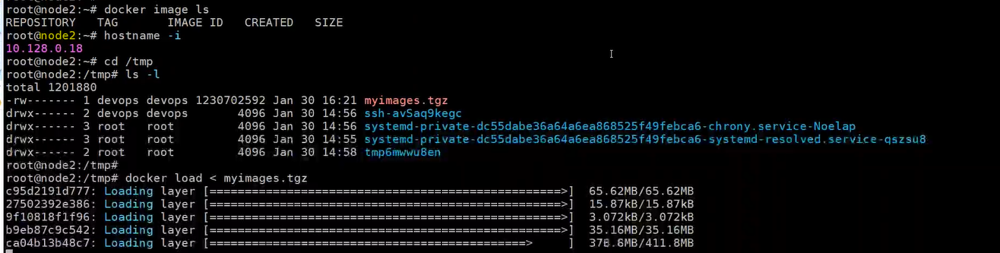 root@node2:~# docker image ls
REPOSITORY   TAG       IMAGE ID   CREATED   SIZE
root@node2:~# hostname -i
10.128.0.18
root@node2:~# cd /tmp
root@node2:/tmp# ls -l
total 1201880
-rw------- 1 devops devops 1230702592 Jan 30 16:21 myimages.tgz
drwx------ 2 devops devops       4096 Jan 30 14:56 ssh-avSaq9kegc
drwx------ 3 root   root         4096 Jan 30 14:56 systemd-private-dc55dabe36a64a6ea868525f49febca6-chrony.service-Noelap
drwx------ 3 root   root         4096 Jan 30 14:55 systemd-private-dc55dabe36a64a6ea868525f49febca6-systemd-resolved.service-qszsu8
drwx------ 2 root   root         4096 Jan 30 14:58 tmp6mwwu8en
root@node2:/tmp#
root@node2:/tmp# docker load < myimages.tgz
c95d2191d777: Loading layer [==================================================>]  65.62MB/65.62MB
27502392e386: Loading layer [==================================================>]  15.87kB/15.87kB
9f10818f1f96: Loading layer [==================================================>]  3.072kB/3.072kB
b9eb87c9c542: Loading layer [==================================================>]  35.16MB/35.16MB
ca04b13b48c7: Loading layer [=============================================>     ]  /411.8MB